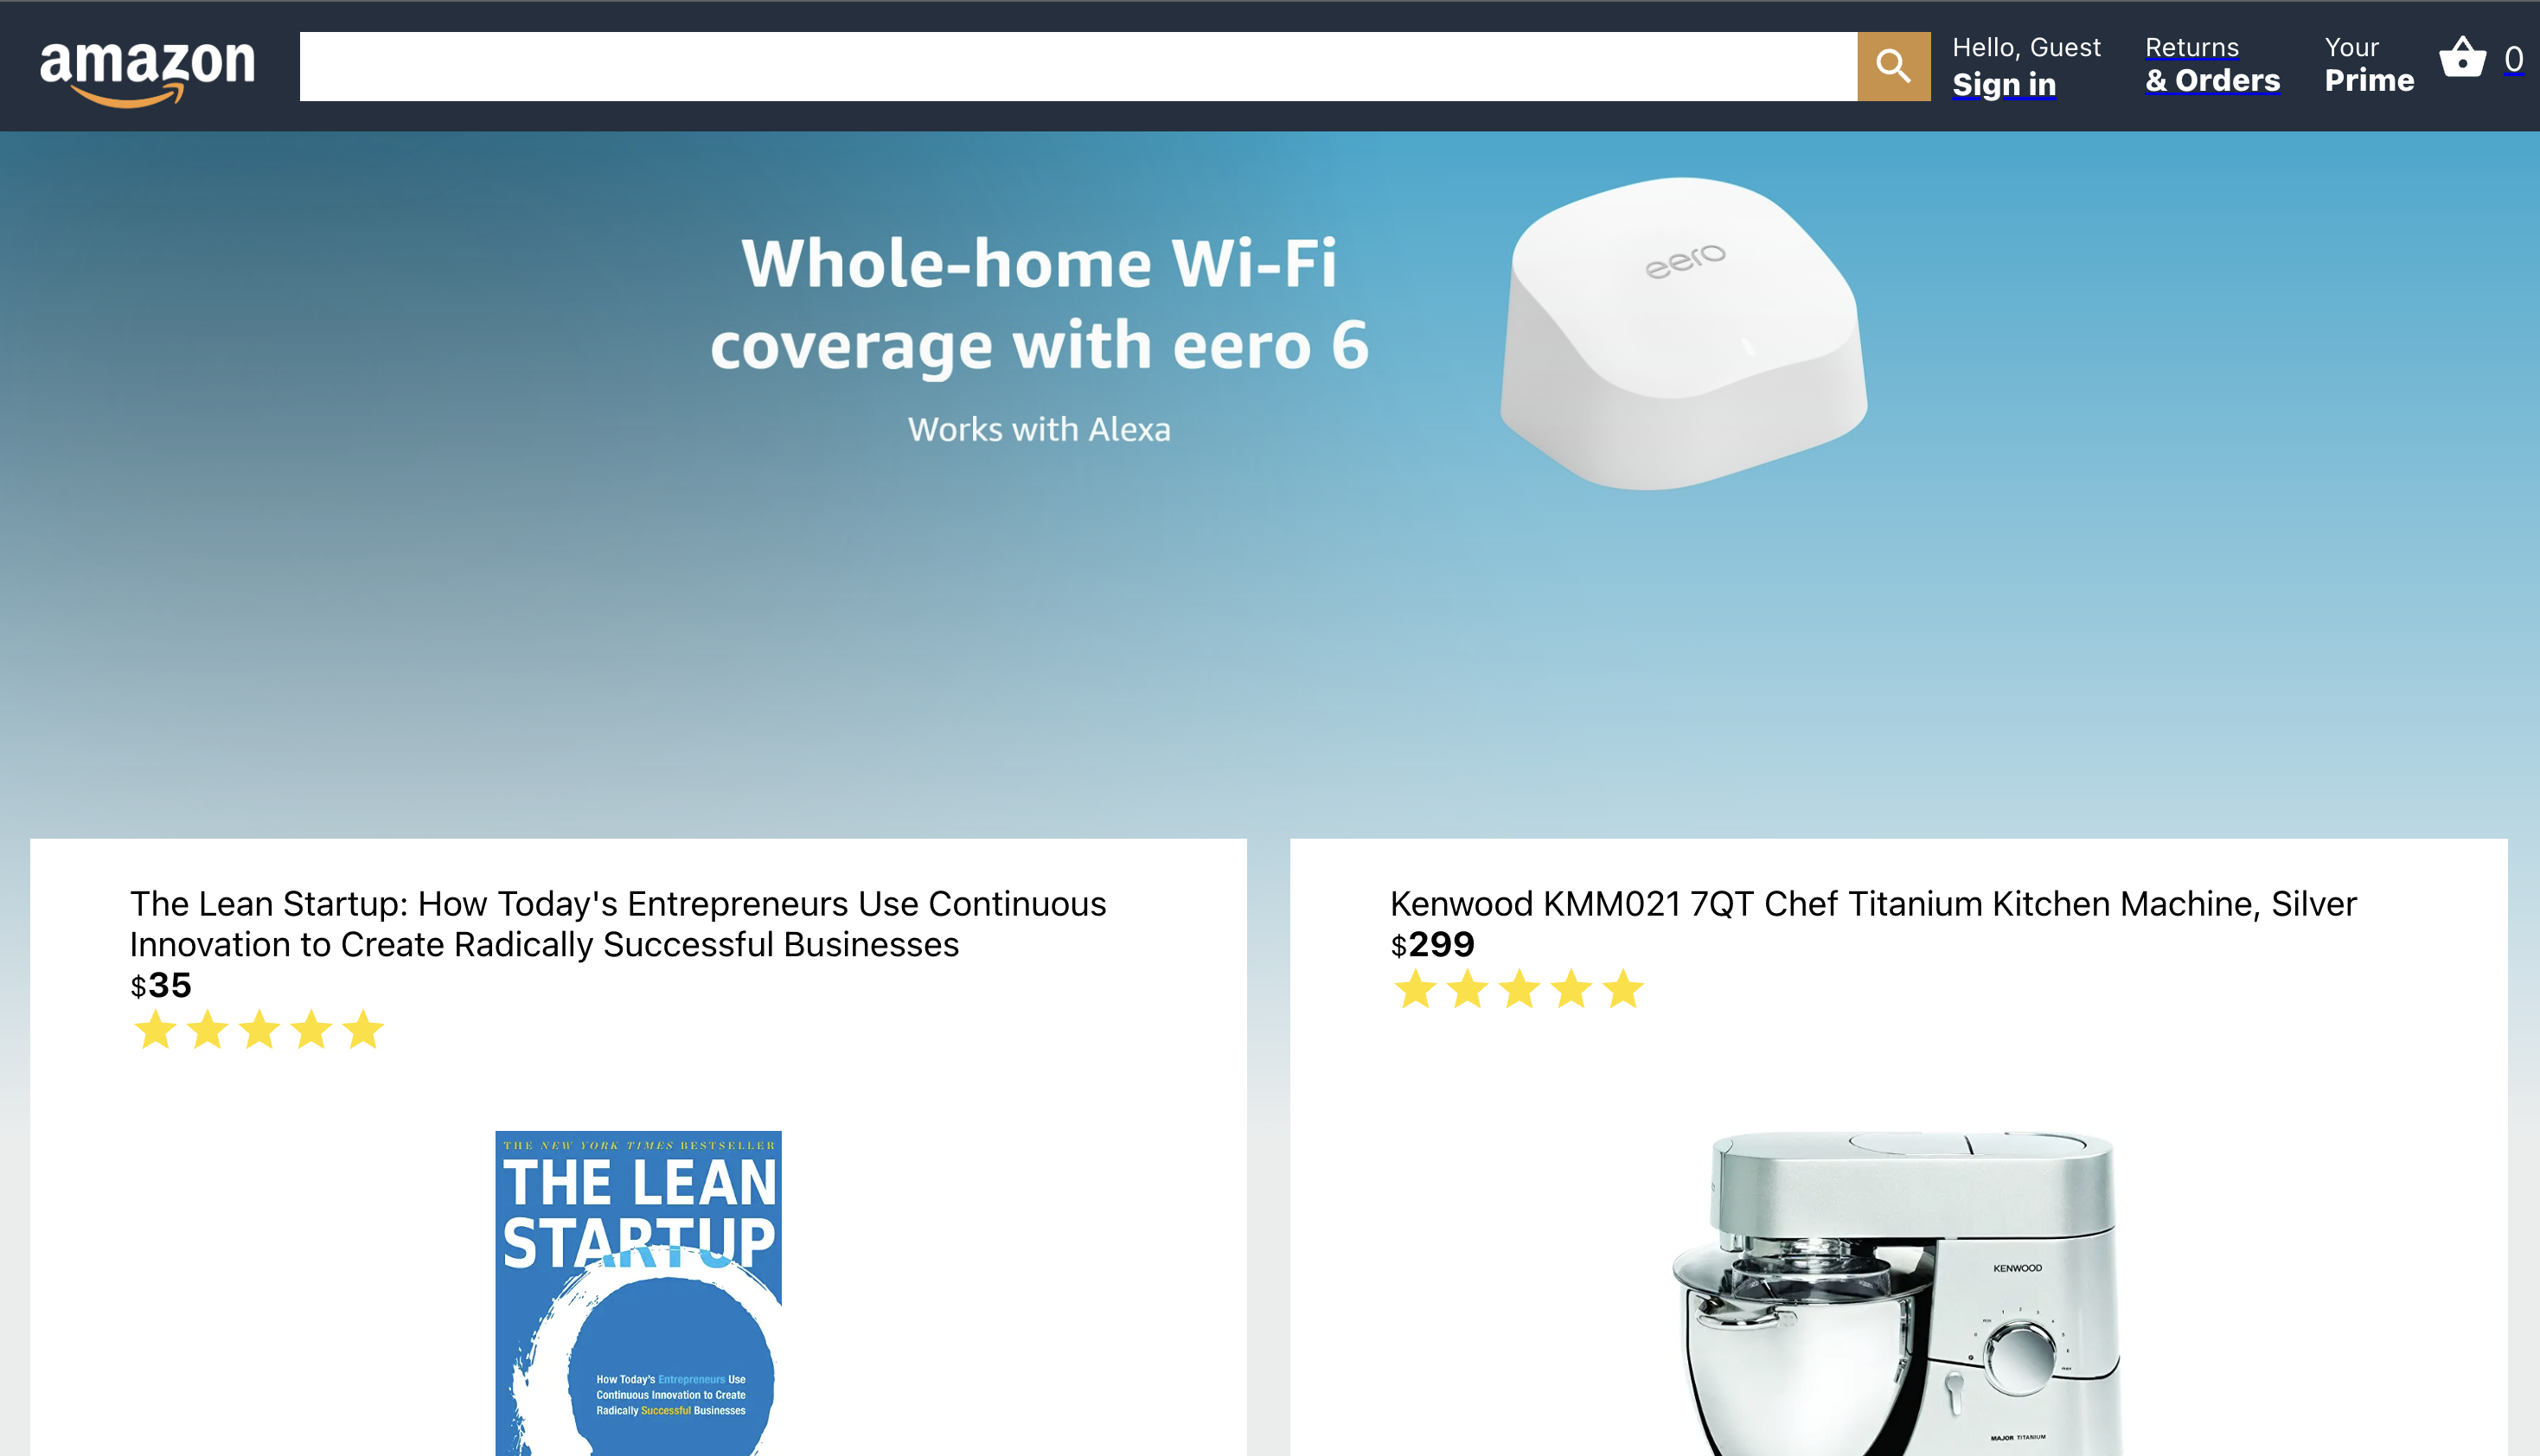 amazon
Hello, Guest
Sign in
Returns
& Orders
Your
Prime
0
Whole-home Wi-Fi
coverage with eero 6
Works with Alexa
eero
The Lean Startup: How Today's Entrepreneurs Use Continuous
Innovation to Create Radically Successful Businesses
$35
THE NEW YORK TIMES BESTSELLER
THE LEAN
STARTUP
How Today's Entrepreneurs Use
Continuous Innovation to Create
Radically Successful Businesses
Kenwood KMM021 7QT Chef Titanium Kitchen Machine, Silver
$299
KENWOOD
MAJOR TITANIUM